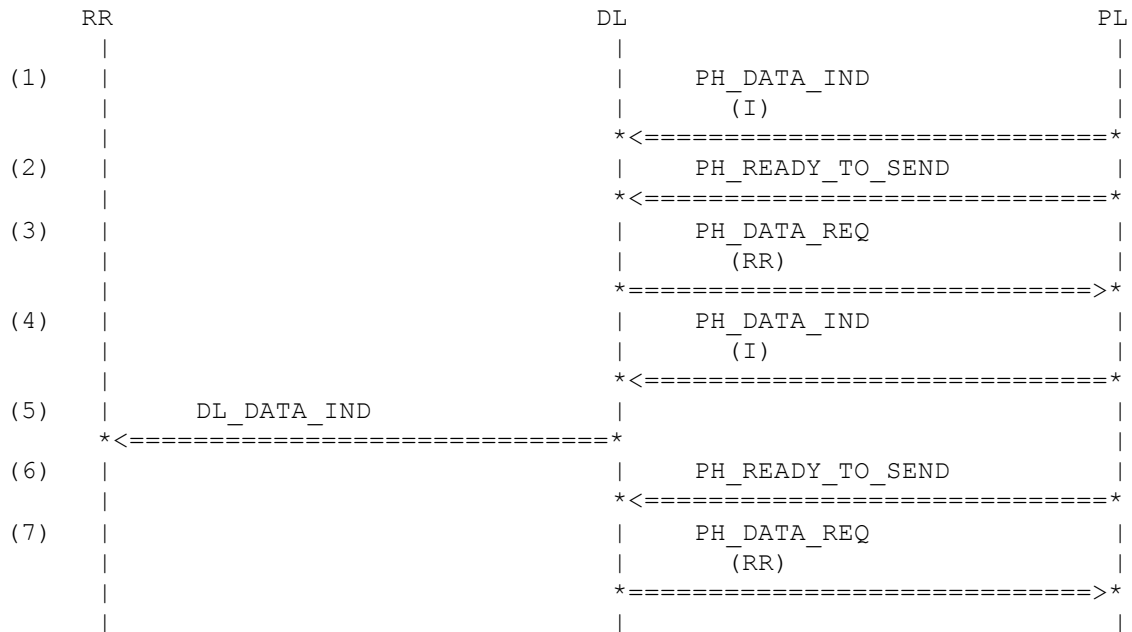 RR DL PL
| | |
(1) | | PH_DATA_IND |
| | (I) |
| *<=============================*
(2) | | PH_READY_TO_SEND |
| *<=============================*
(3) | | PH_DATA_REQ |
| | (RR) |
| *=============================>*
(4) | | PH_DATA_IND |
| | (I) |
| *<=============================*
(5) | DL_DATA_IND | |
*<==============================* |
(6) | | PH_READY_TO_SEND |
| *<=============================*
(7) | | PH_DATA_REQ |
| | (RR) |
| *=============================>*
| | |